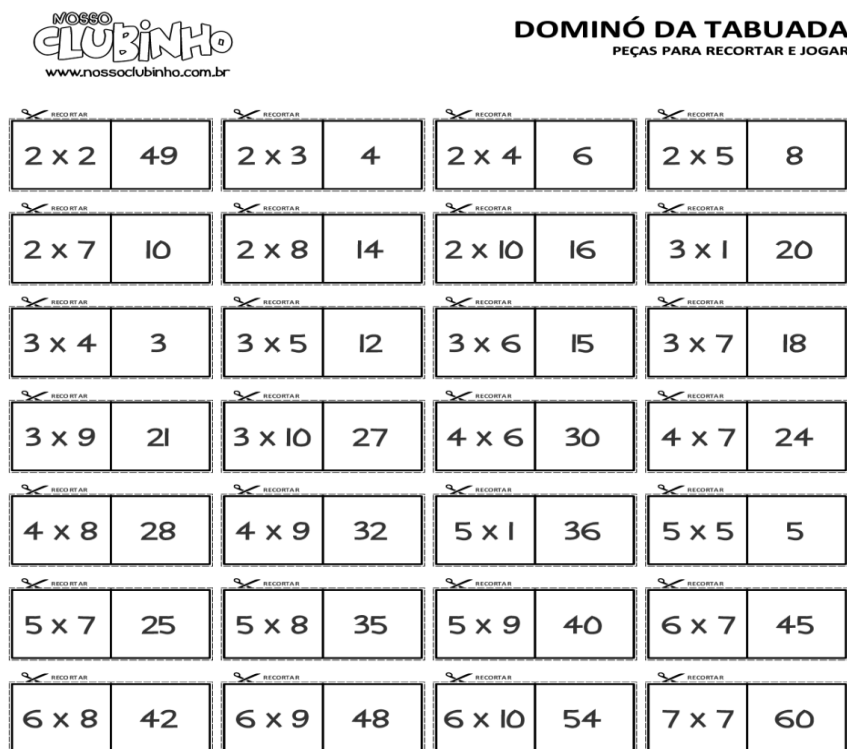 NOSSO
CLUBINHO
www.nossoclubinho.com.br
DOMINÓ DA TABUADA
PEÇAS PARA RECORTAR E JOGAR
RECORTAR RECORTAR RECORTAR RECORTAR
2 x 2 49 2 x 3 4 2 x 4 6 2 x 5 8
RECORTAR RECORTAR RECORTAR RECORTAR
2 x 7 10 2 x 8 14 2 x 10 16 3 x 1 20
RECORTAR RECORTAR RECORTAR RECORTAR
3 x 4 3 3 x 5 12 3 x 6 15 3 x 7 18
RECORTAR RECORTAR RECORTAR RECORTAR
3 x 9 21 3 x 10 27 4 x 6 30 4 x 7 24
RECORTAR RECORTAR RECORTAR RECORTAR
4 x 8 28 4 x 9 32 5 x 1 36 5 x 5 5
RECORTAR RECORTAR RECORTAR RECORTAR
5 x 7 25 5 x 8 35 5 x 9 40 6 x 7 45
RECORTAR RECORTAR RECORTAR RECORTAR
6 x 8 42 6 x 9 48 6 x 10 54 7 x 7 60